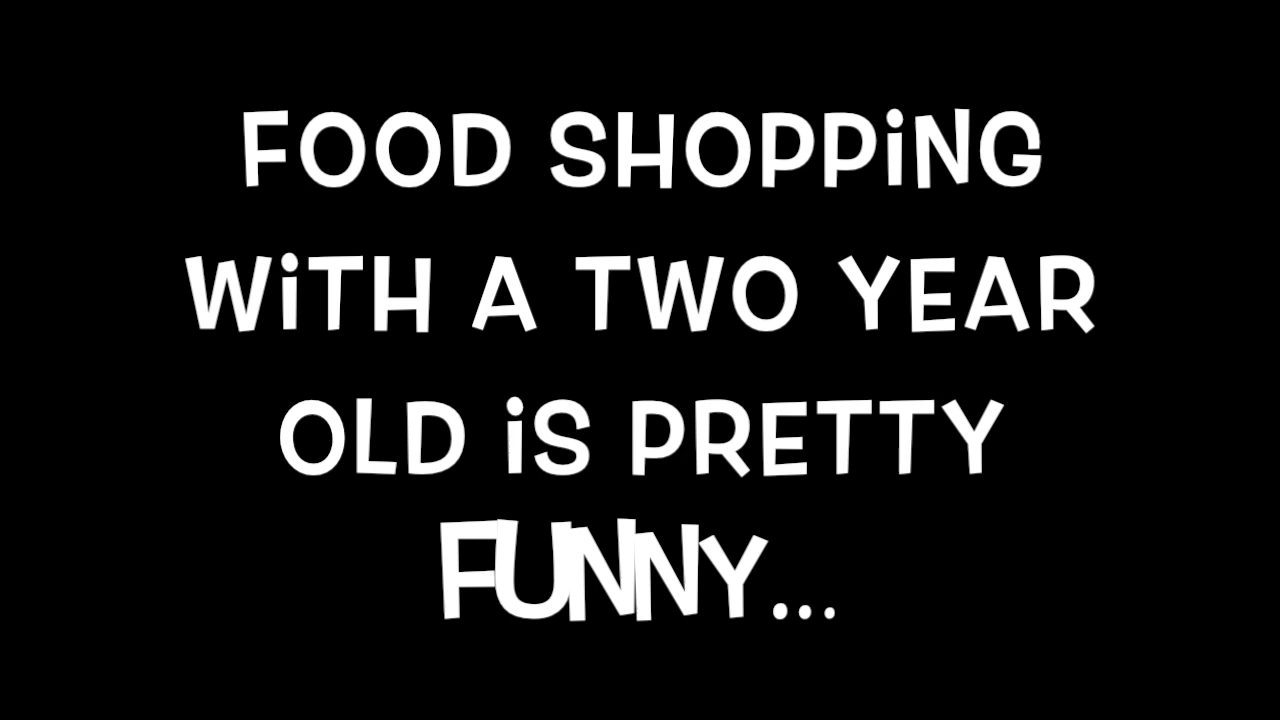 FOOD SHOPPiNG
WiTH A TWO YEAR
OLD iS PRETTY
FUNNY...